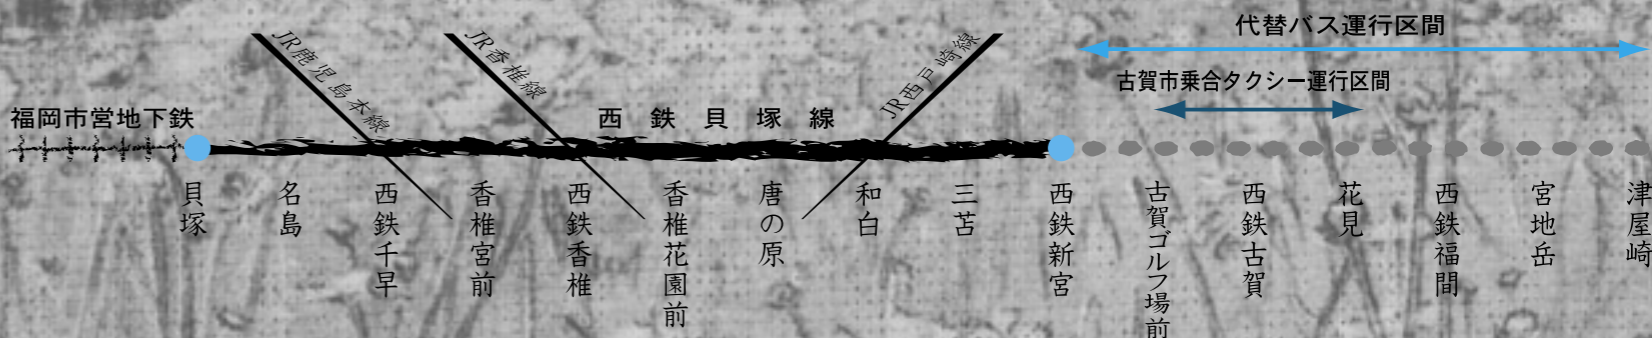 代替バス運行区間
古賀市乗合タクシー運行区間
JR鹿児島本線
JR香椎線
JR西戸崎線
福岡市営地下鉄
西鉄貝塚線
貝塚
名島
西鉄千早
香椎宮前
西鉄香椎
香椎花園前
唐の原
和白
三苫
西鉄新宮
古賀ゴルフ場前
西鉄古賀
花見
西鉄福間
宮地岳
津屋崎